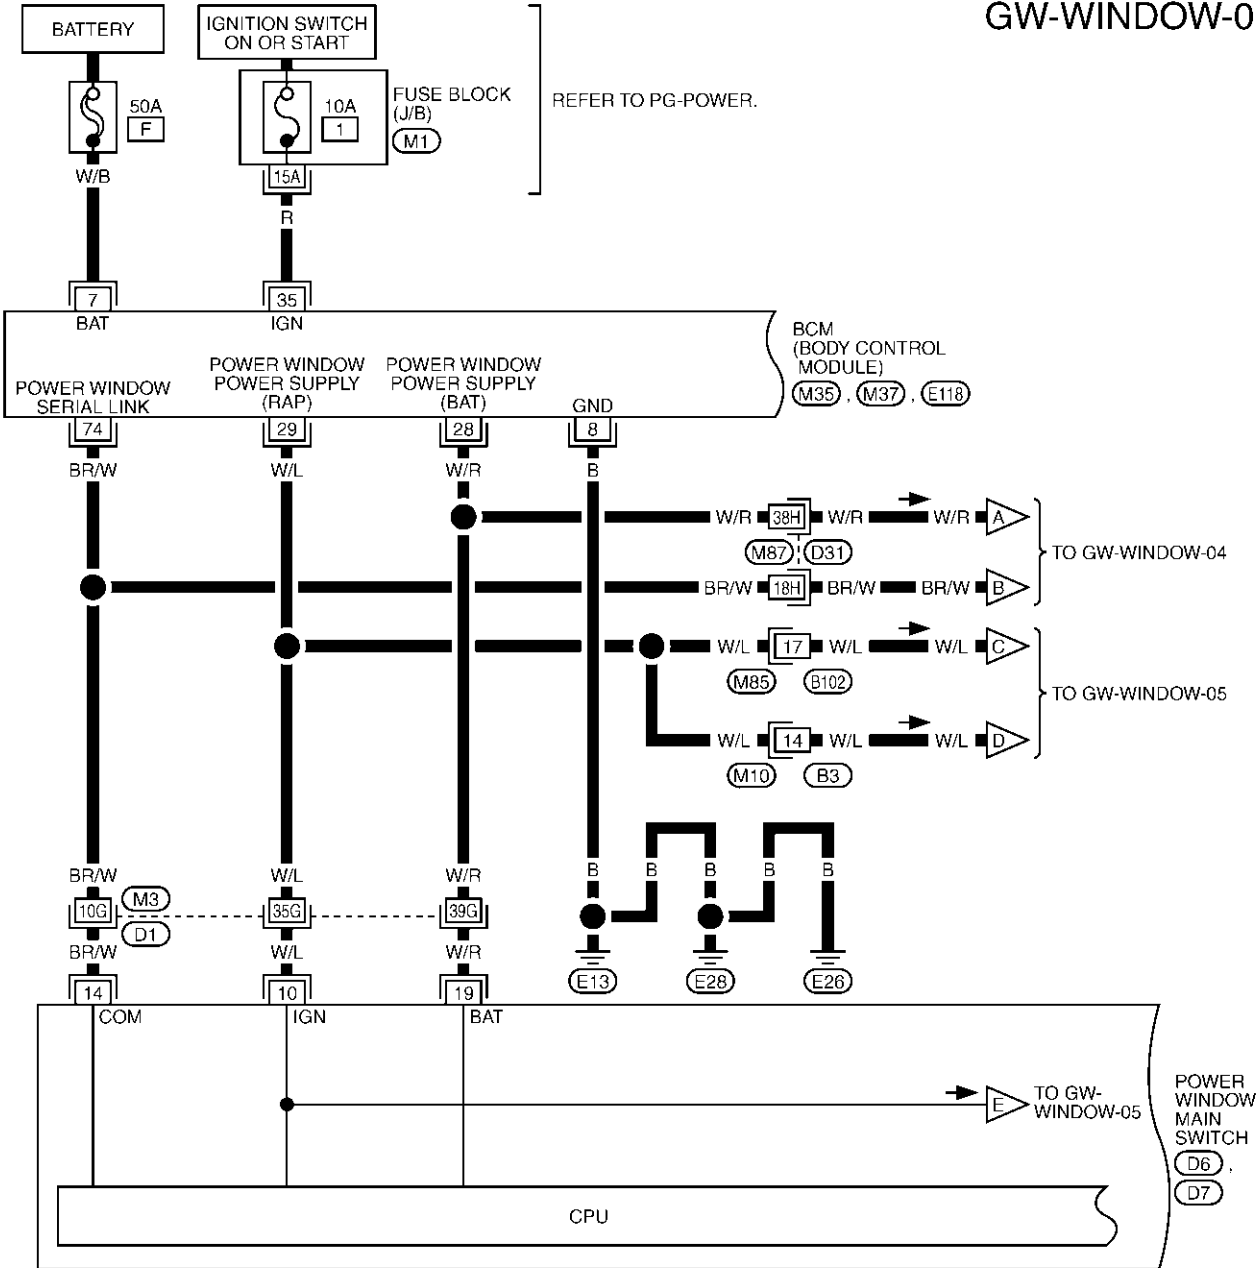 GW-WINDOW-0
BATTERY
IGNITION SWITCH
ON OR START
50A
F
10A
1
FUSE BLOCK
(J/B)
M1
REFER TO PG-POWER.
W/B
15A
R
7
35
BAT
IGN
BCM
(BODY CONTROL
MODULE)
M35 , M37 , E118
POWER WINDOW
SERIAL LINK
POWER WINDOW
POWER SUPPLY
(RAP)
POWER WINDOW
POWER SUPPLY
(BAT)
GND
74
29
28
8
BR/W
W/L
W/R
B
W/R
38H
W/R
W/R
A
M87
D31
TO GW-WINDOW-04
BR/W
18H
BR/W
BR/W
B
W/L
17
W/L
W/L
C
M85
B102
TO GW-WINDOW-05
W/L
14
W/L
W/L
D
M10
B3
BR/W
W/L
W/R
B
B
B
B
B
10G
M3
D1
35G
39G
BR/W
W/L
W/R
E13
E28
E26
14
10
19
COM
IGN
BAT
E
TO GW-
WINDOW-05
POWER
WINDOW
MAIN
SWITCH
D6 ,
D7
CPU